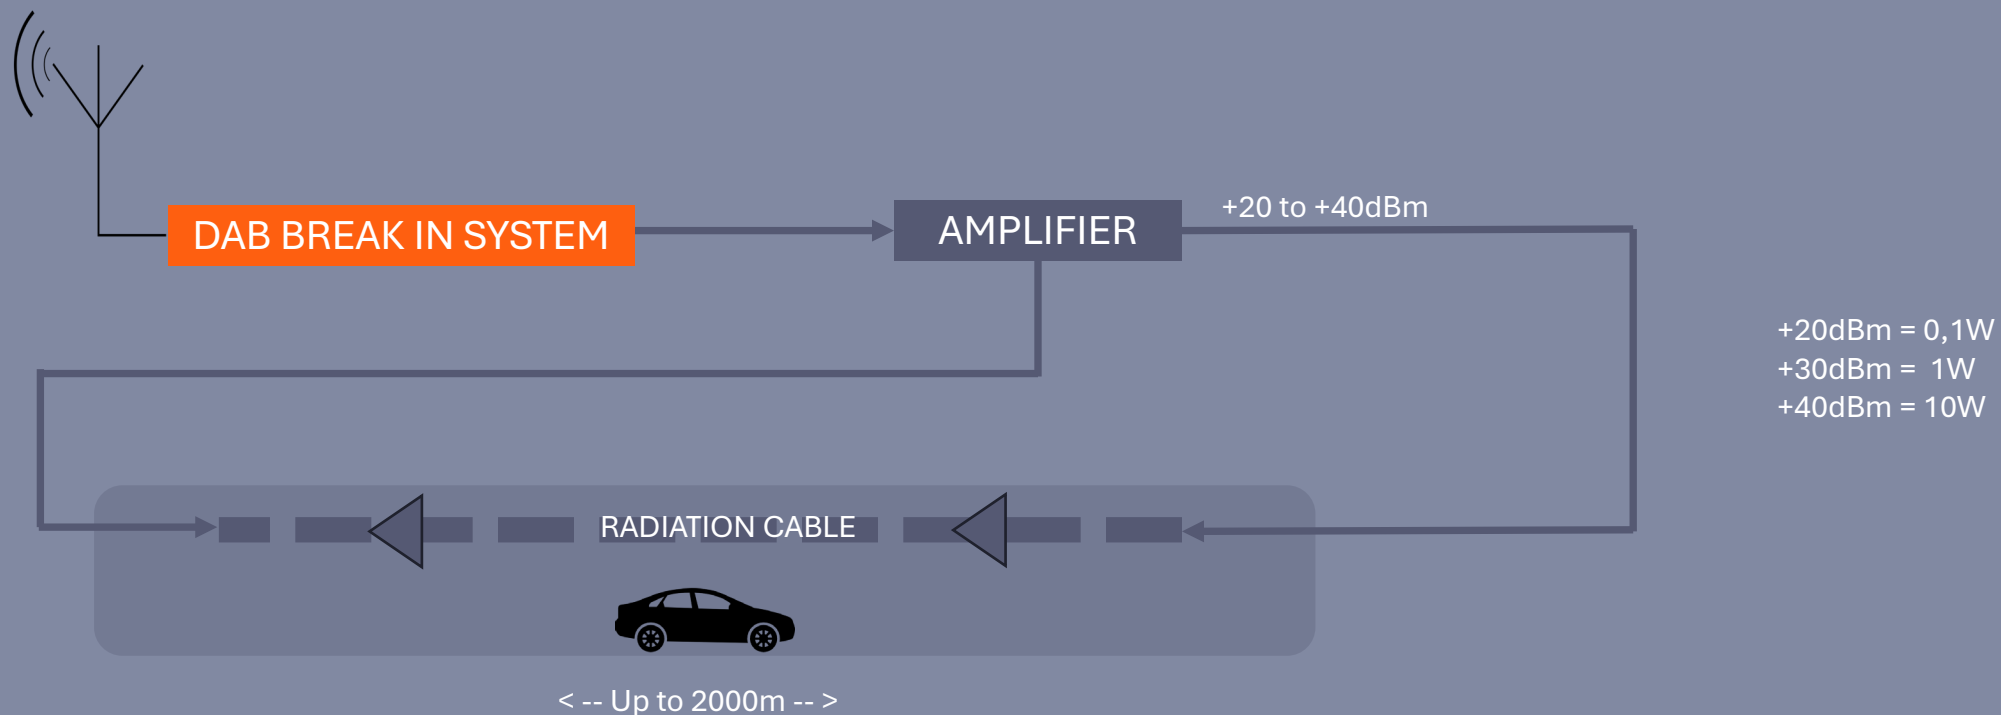 DAB BREAK IN SYSTEM
AMPLIFIER
+20 to +40dBm
+20dBm = 0,1W
+30dBm =  1W
+40dBm = 10W
RADIATION CABLE
< -- Up to 2000m -- >